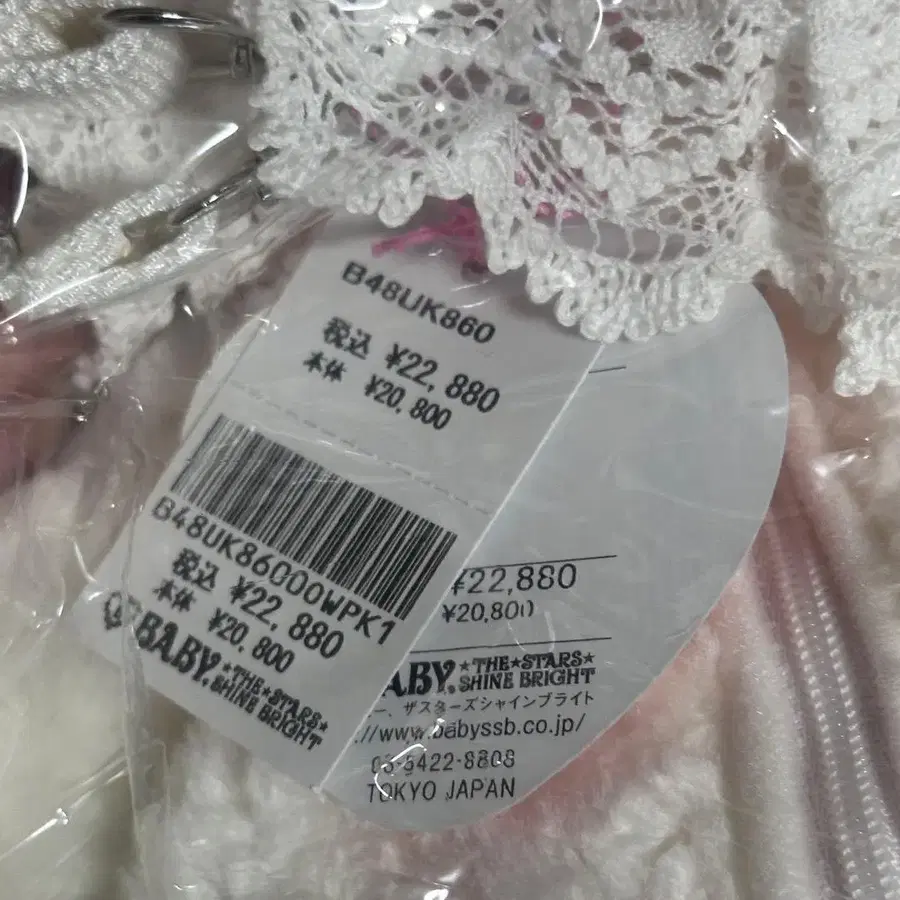 B48UK860
税込 ¥22,880
本体 ¥20,800
B48UK86000WPK1
税込 ¥22,880
本体 ¥20,800
BABY, ★THE★STARS★
SHINE BRIGHT
¥22,880
¥20,800
ABY, ★THE★STARS★
SHINE BRIGHT
ー、ザスターズシャインブライト
://www.babyssb.co.jp/
03-5422-8808
TOKYO JAPAN